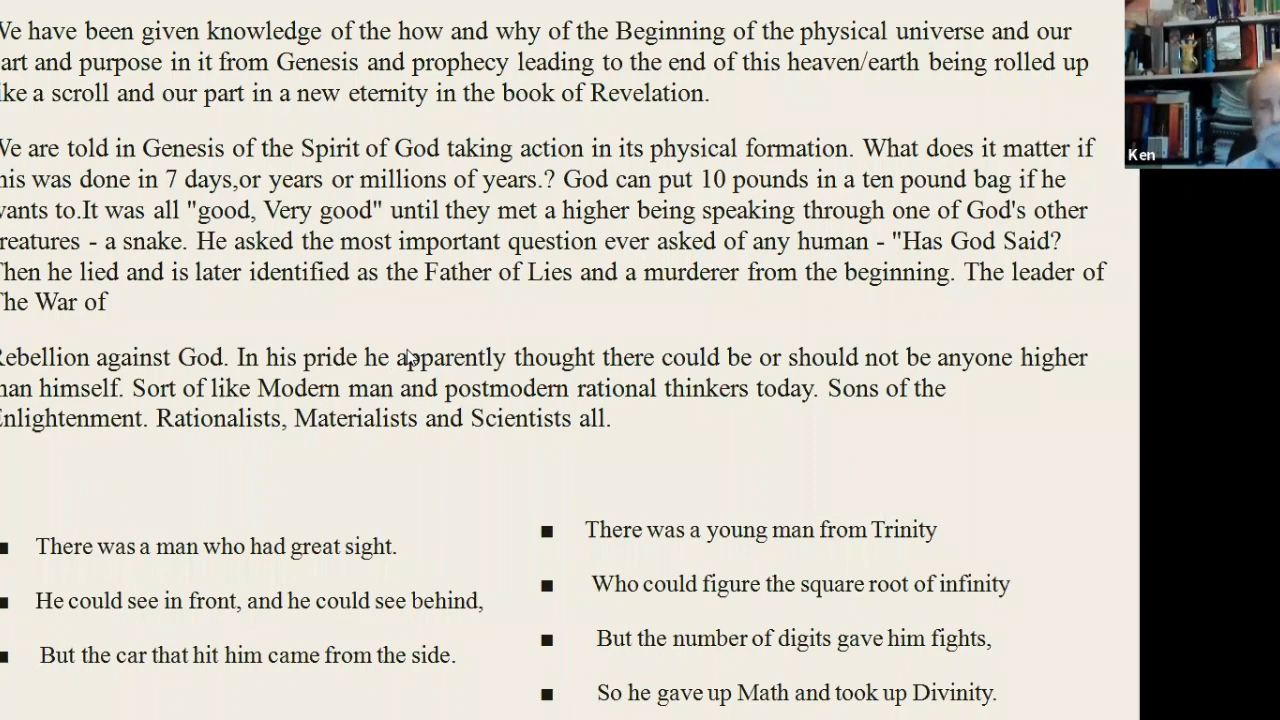 We have been given knowledge of the how and why of the Beginning of the physical universe and our
art and purpose in it from Genesis and prophecy leading to the end of this heaven/earth being rolled up
ike a scroll and our part in a new eternity in the book of Revelation.
We are told in Genesis of the Spirit of God taking action in its physical formation. What does it matter if
his was done in 7 days,or years or millions of years.? God can put 10 pounds in a ten pound bag if he
wants to.It was all "good, Very good" until they met a higher being speaking through one of God's other
reatures - a snake. He asked the most important question ever asked of any human - "Has God Said?
Then he lied and is later identified as the Father of Lies and a murderer from the beginning. The leader of
The War of
Rebellion against God. In his pride he apparently thought there could be or should not be anyone higher
han himself. Sort of like Modern man and postmodern rational thinkers today. Sons of the
Enlightenment. Rationalists, Materialists and Scientists all.
There was a man who had great sight.
He could see in front, and he could see behind,
But the car that hit him came from the side.
There was a young man from Trinity
Who could figure the square root of infinity
But the number of digits gave him fights,
So he gave up Math and took up Divinity.
Ken